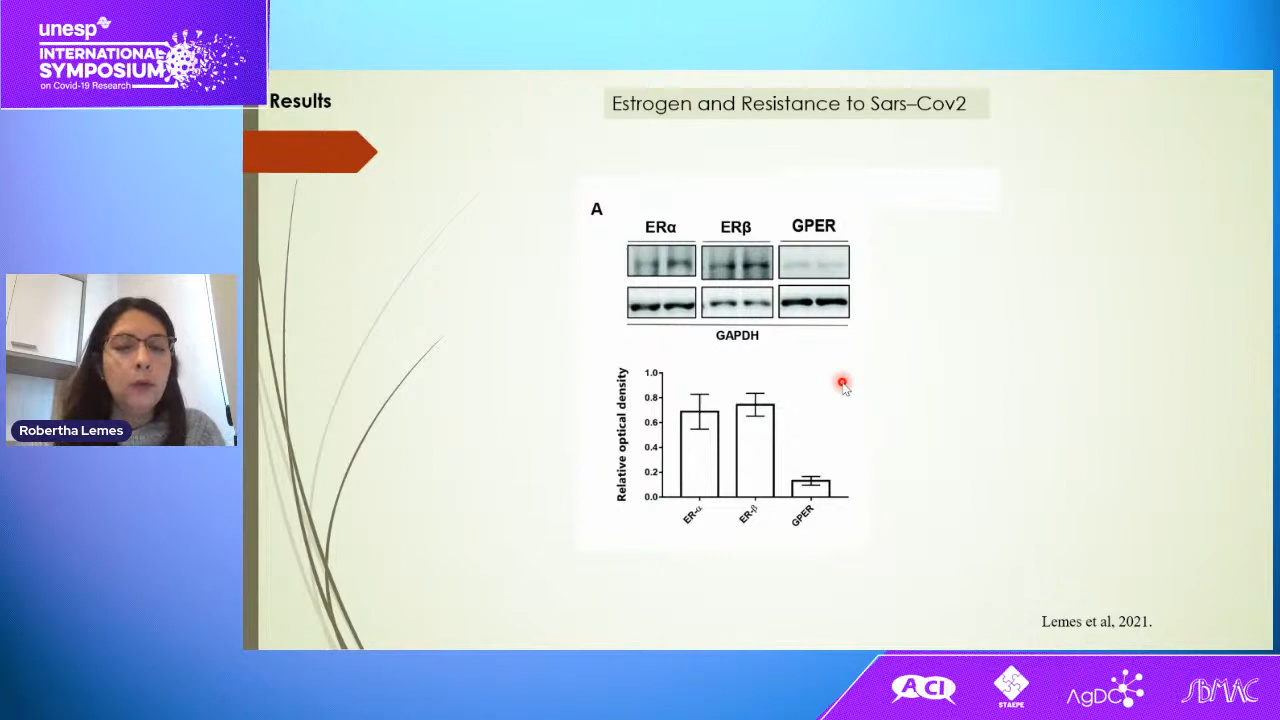 unesp
INTERNATIONAL
SYMPOSIUM
on Covid-19 Research
Results
Estrogen and Resistance to Sars–Cov2
A
ERα
ERβ
GPER
GAPDH
Relative optical density
1.0
0.8
0.6
0.4
0.2
0.0
ER-α
ER-β
GPER
Robertha Lemes
Lemes et al, 2021.
ACI
STAEPE
AgDC
SBMAC